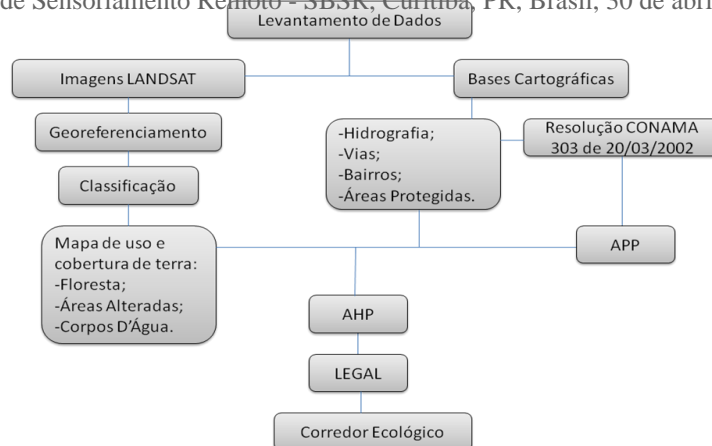 de Sensoriamento Remoto - SBSR, Curitiba, PR, Brasil, 30 de abri
Levantamento de Dados
Imagens LANDSAT
Bases Cartográficas
Georeferenciamento
Classificação
Mapa de uso e
cobertura de terra:
-Floresta;
-Áreas Alteradas;
-Corpos D'Água.
-Hidrografia;
-Vias;
-Bairros;
-Áreas Protegidas.
Resolução CONAMA
303 de 20/03/2002
APP
AHP
LEGAL
Corredor Ecológico